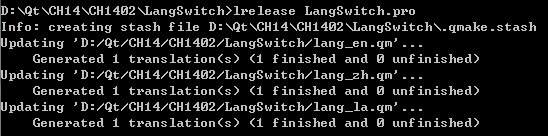 D:\Qt\CH14\CH1402\LangSwitch>lrelease LangSwitch.pro
Info: creating stash file D:\Qt\CH14\CH1402\LangSwitch\.qmake.stash
Updating 'D:/Qt/CH14/CH1402/LangSwitch/lang_en.qm'...
    Generated 1 translation(s) (1 finished and 0 unfinished)
Updating 'D:/Qt/CH14/CH1402/LangSwitch/lang_zh.qm'...
    Generated 1 translation(s) (1 finished and 0 unfinished)
Updating 'D:/Qt/CH14/CH1402/LangSwitch/lang_la.qm'...
    Generated 1 translation(s) (1 finished and 0 unfinished)